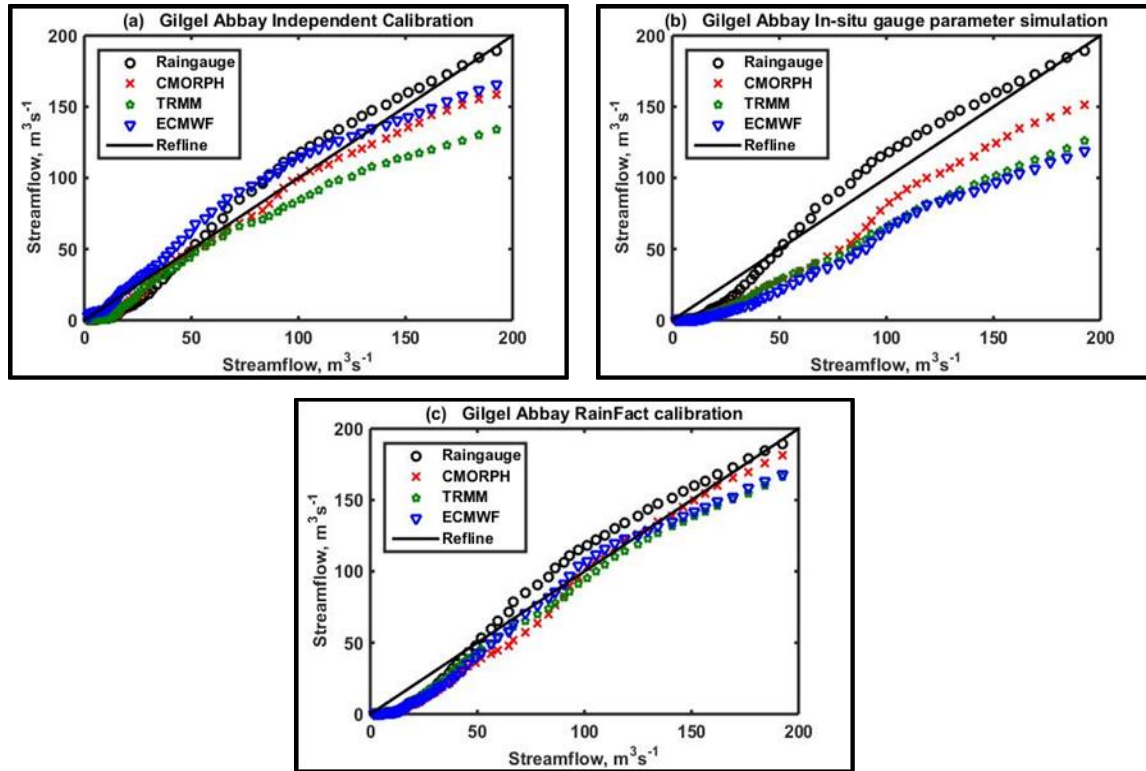 (a) Gilgel Abbay Independent Calibration
200
150
100
50
0
Streamflow, m³s⁻¹
Raingauge
CMORPH
TRMM
ECMWF
Refline
0 50 100 150 200
Streamflow, m³s⁻¹
(b) Gilgel Abbay In-situ gauge parameter simulation
200
150
100
50
0
Streamflow, m³s⁻¹
Raingauge
CMORPH
TRMM
ECMWF
Refline
0 50 100 150 200
Streamflow, m³s⁻¹
(c) Gilgel Abbay RainFact calibration
200
150
100
50
0
Streamflow, m³s⁻¹
Raingauge
CMORPH
TRMM
ECMWF
Refline
0 50 100 150 200
Streamflow, m³s⁻¹